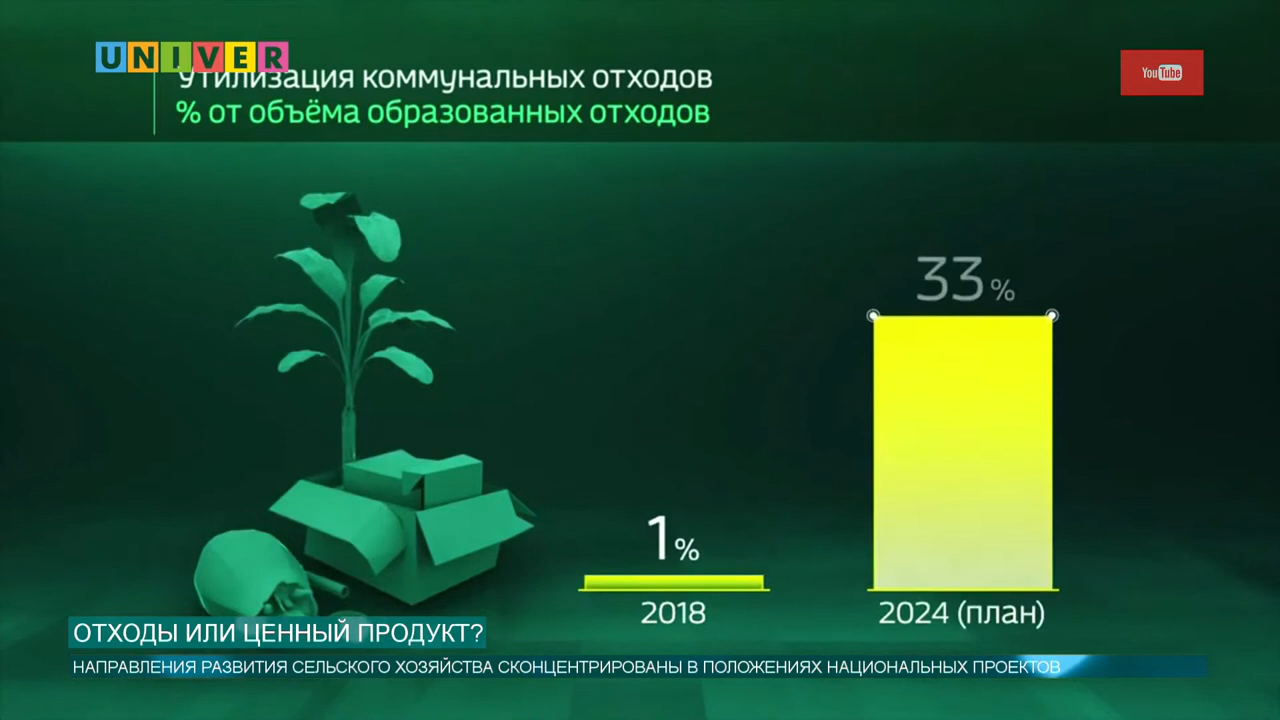 UNIVER
YouTube
Утилизация коммунальных отходов
% от объёма образованных отходов
33%
1%
2018
2024 (план)
ОТХОДЫ ИЛИ ЦЕННЫЙ ПРОДУКТ?
НАПРАВЛЕНИЯ РАЗВИТИЯ СЕЛЬСКОГО ХОЗЯЙСТВА СКОНЦЕНТРИРОВАНЫ В ПОЛОЖЕНИЯХ НАЦИОНАЛЬНЫХ ПРОЕКТОВ